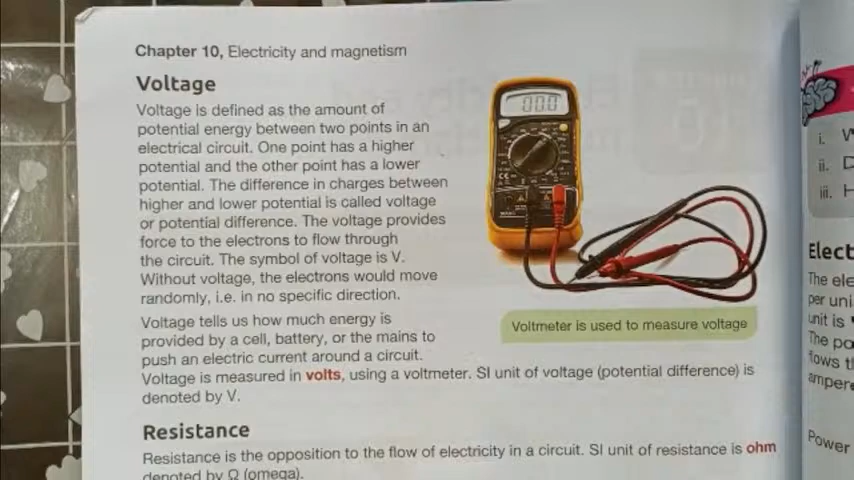 Chapter 10, Electricity and magnetism
Voltage
Voltage is defined as the amount of
potential energy between two points in an
electrical circuit. One point has a higher
potential and the other point has a lower
potential. The difference in charges between
higher and lower potential is called voltage
or potential difference. The voltage provides
force to the electrons to flow through
the circuit. The symbol of voltage is V.
Without voltage, the electrons would move
randomly, i.e. in no specific direction.
Voltage tells us how much energy is
provided by a cell, battery, or the mains to
push an electric current around a circuit.
Voltage is measured in volts, using a voltmeter. SI unit of voltage (potential difference) is
denoted by V.
000
Voltmeter is used to measure voltage
Resistance
Resistance is the opposition to the flow of electricity in a circuit. SI unit of resistance is ohm
denoted by Ω (omega).
i.
ii.
iii.
The
per
unit is
The
Power